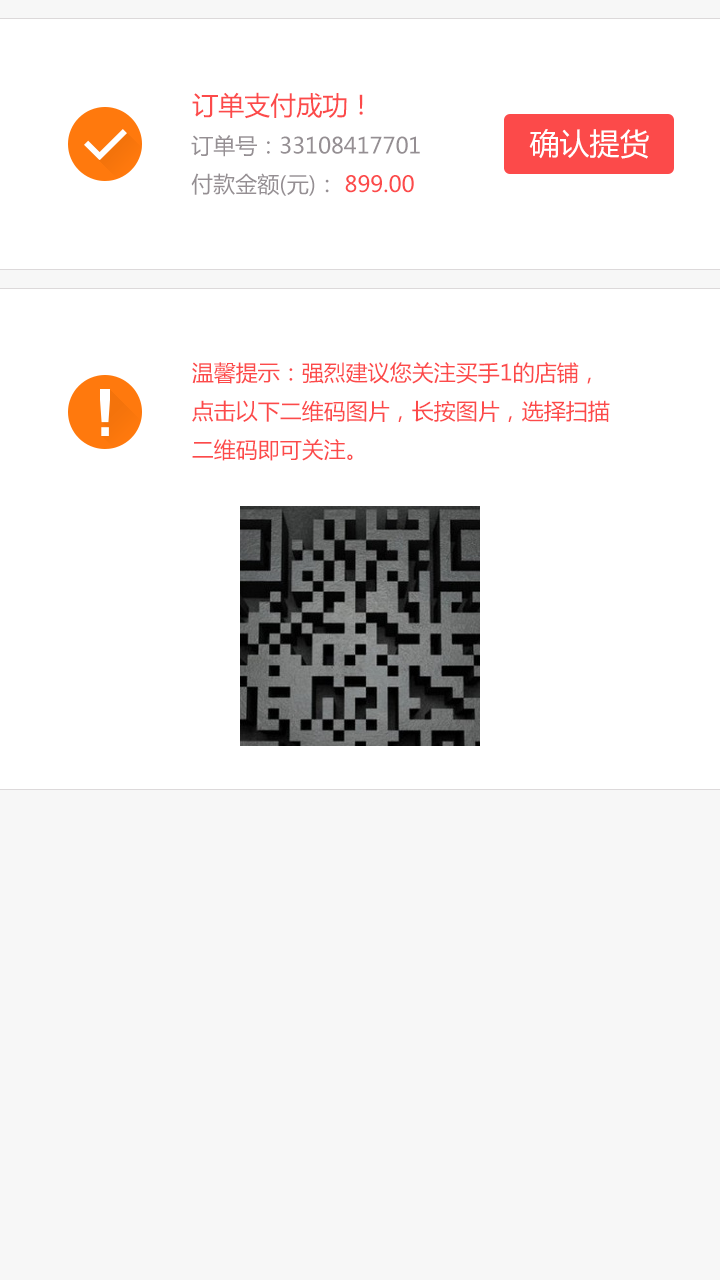 订单支付成功！
订单号：33108417701
付款金额(元)： 899.00
确认提货
温馨提示：强烈建议您关注买手1的店铺，
点击以下二维码图片，长按图片，选择扫描
二维码即可关注。